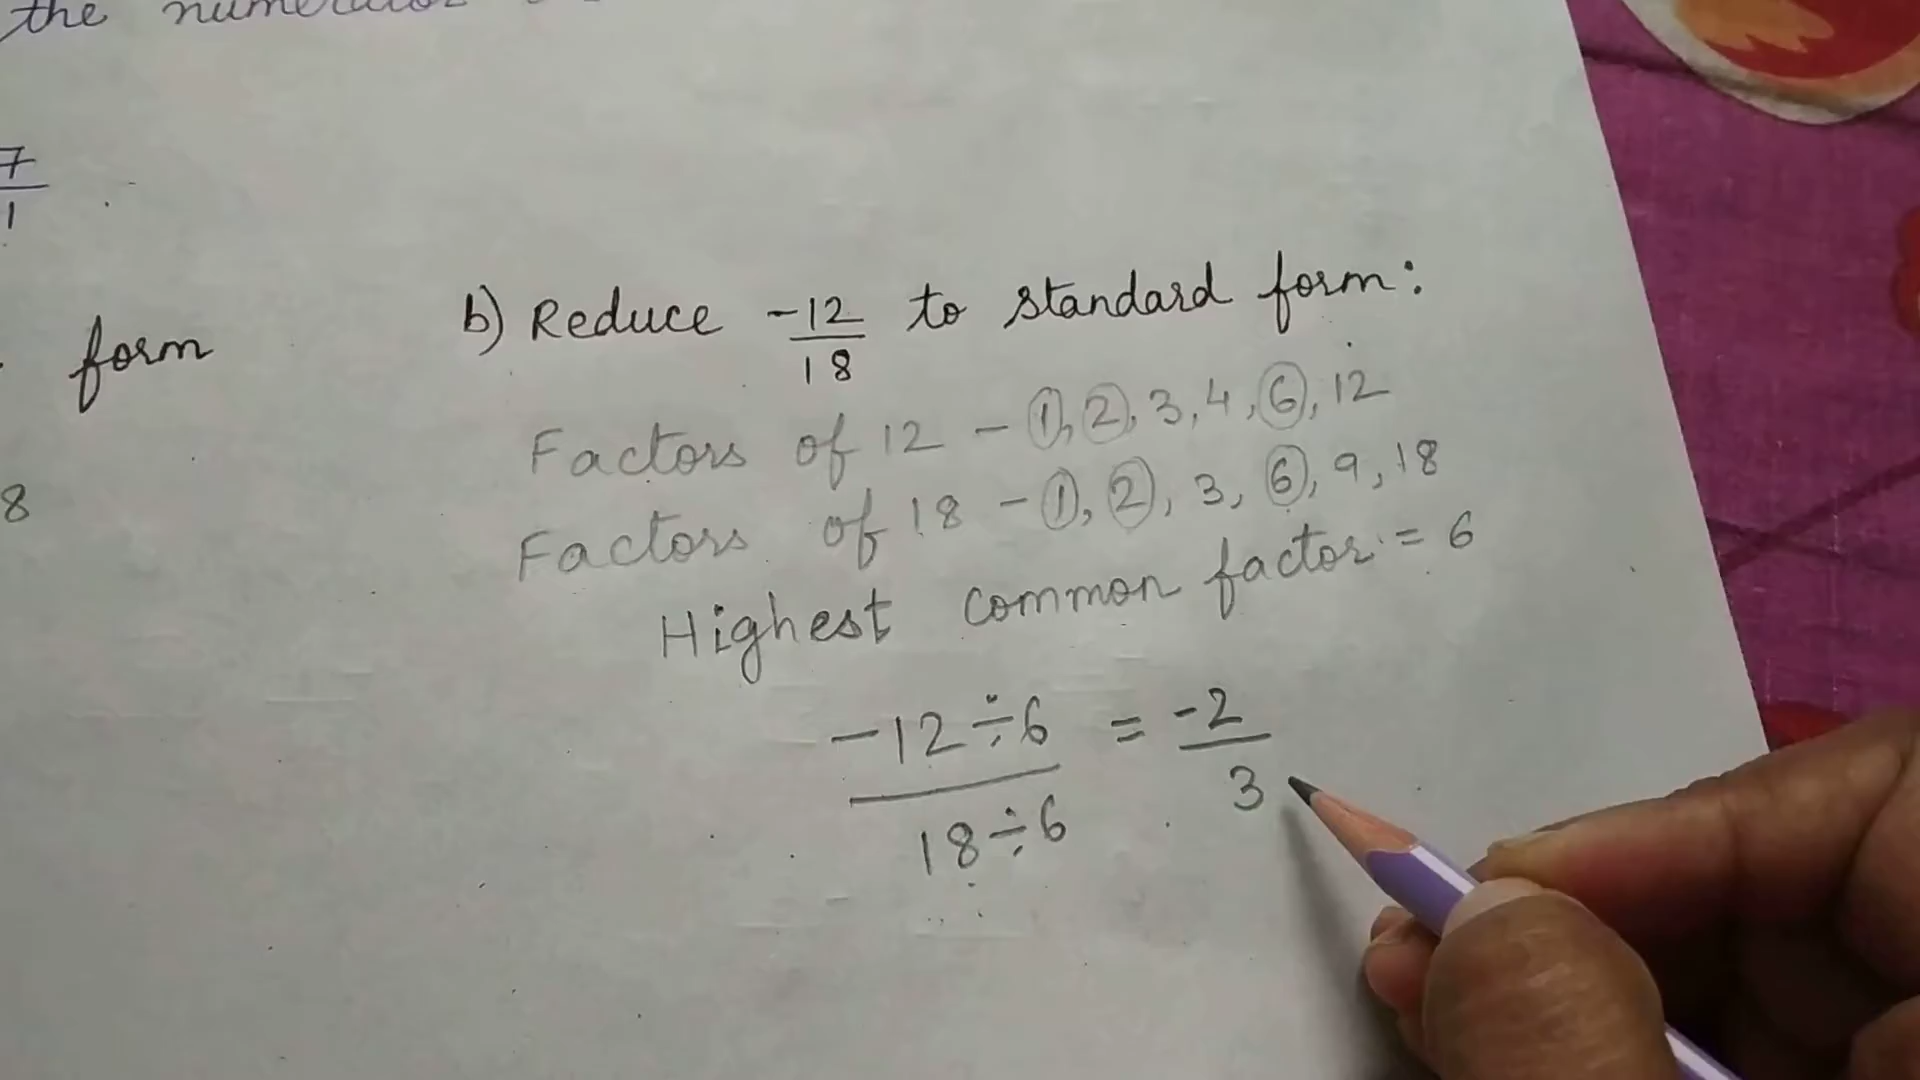 the numerator
7
1
form
8
b) Reduce -12/18 to standard form:
Factors of 12 - 1, 2, 3, 4, 6, 12
Factors of 18 - 1, 2, 3, 6, 9, 18
Highest common factor = 6
-12÷6 = -2
18÷6 3